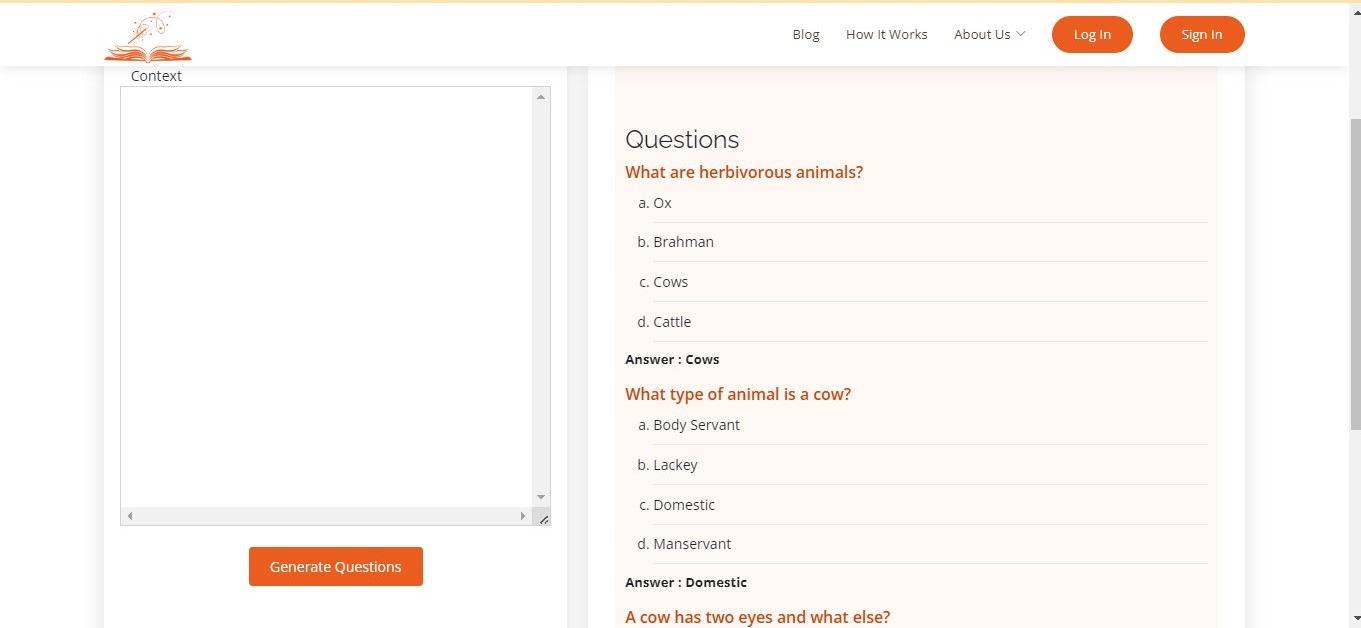 Blog How It Works About Us Log In Sign In
Context
Generate Questions
Questions
What are herbivorous animals?
a. Ox
b. Brahman
c. Cows
d. Cattle
Answer : Cows
What type of animal is a cow?
a. Body Servant
b. Lackey
c. Domestic
d. Manservant
Answer : Domestic
A cow has two eyes and what else?